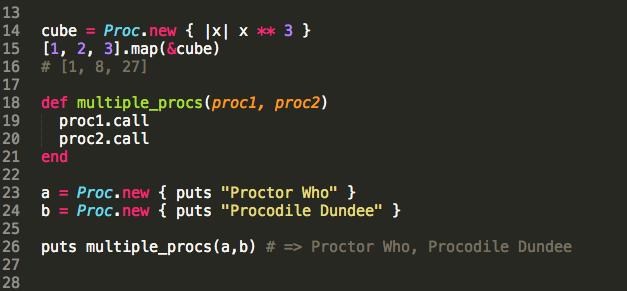 13
14 cube = Proc.new { |x| x ** 3 }
15 [1, 2, 3].map(&cube)
16 # [1, 8, 27]
17
18 def multiple_procs(proc1, proc2)
19   proc1.call
20   proc2.call
21 end
22
23 a = Proc.new { puts "Proctor Who" }
24 b = Proc.new { puts "Procodile Dundee" }
25
26 puts multiple_procs(a,b) # => Proctor Who, Procodile Dundee
27
28